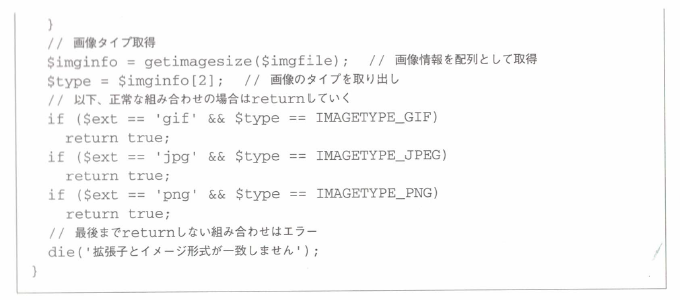 }
// 画像タイプ取得
$imginfo = getimagesize($imgfile);  // 画像情報を配列として取得
$type = $imginfo[2];  // 画像のタイプを取り出し
// 以下、正常な組み合わせの場合はreturnしていく
if ($ext == 'gif' && $type == IMAGETYPE_GIF)
  return true;
if ($ext == 'jpg' && $type == IMAGETYPE_JPEG)
  return true;
if ($ext == 'png' && $type == IMAGETYPE_PNG)
  return true;
// 最後までreturnしない組み合わせはエラー
die('拡張子とイメージ形式が一致しません');
}